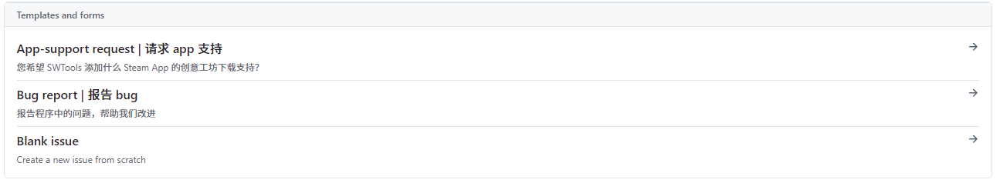 Templates and forms
App-support request | 请求 app 支持
您希望 SWTools 添加什么 Steam App 的创意工坊下载支持?
Bug report | 报告 bug
报告程序中的问题，帮助我们改进
Blank issue
Create a new issue from scratch